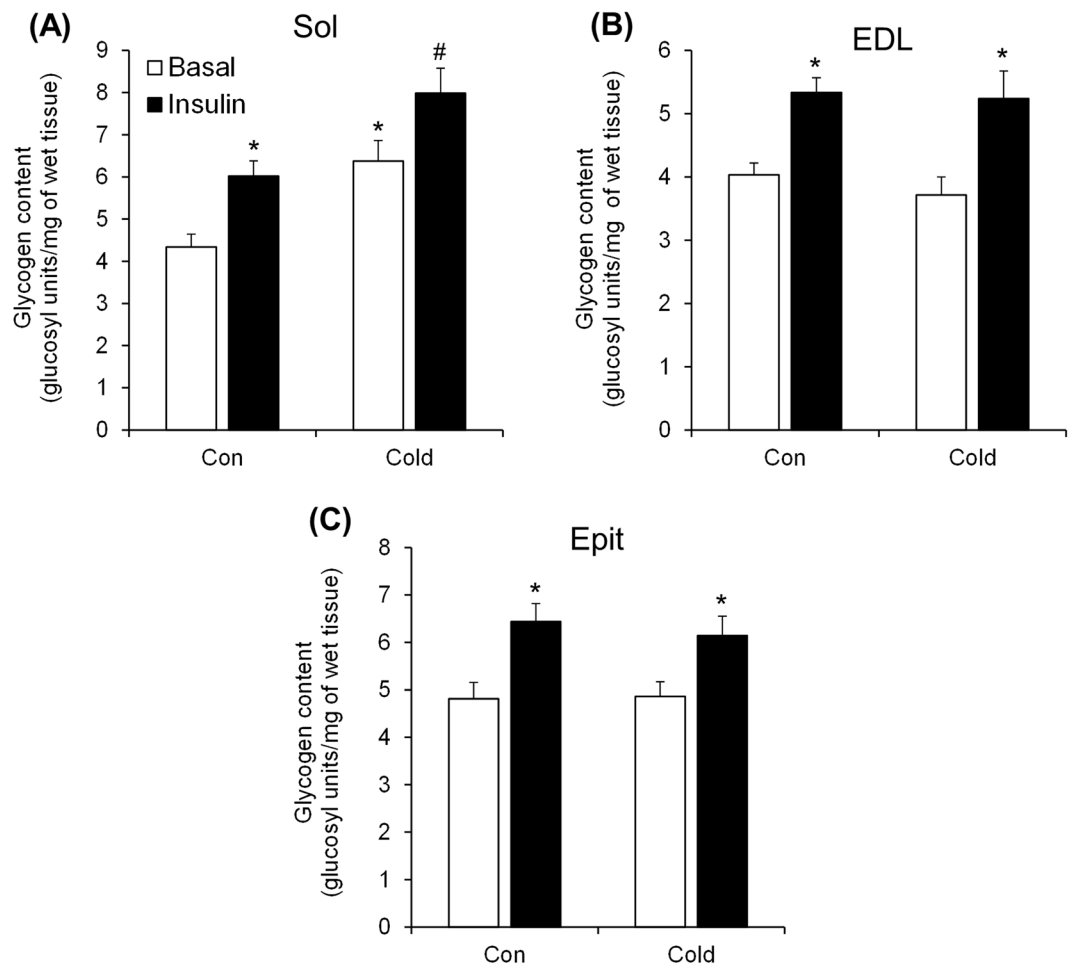 (A)
Sol
Glycogen content
(glucosyl units/mg of wet tissue)
9
8
7
6
5
4
3
2
1
0
Basal
Insulin
*
*
#
Con
Cold
(B)
EDL
Glycogen content
(glucosyl units/mg of wet tissue)
6
5
4
3
2
1
0
*
*
Con
Cold
(C)
Epit
Glycogen content
(glucosyl units/mg of wet tissue)
8
7
6
5
4
3
2
1
0
*
*
Con
Cold